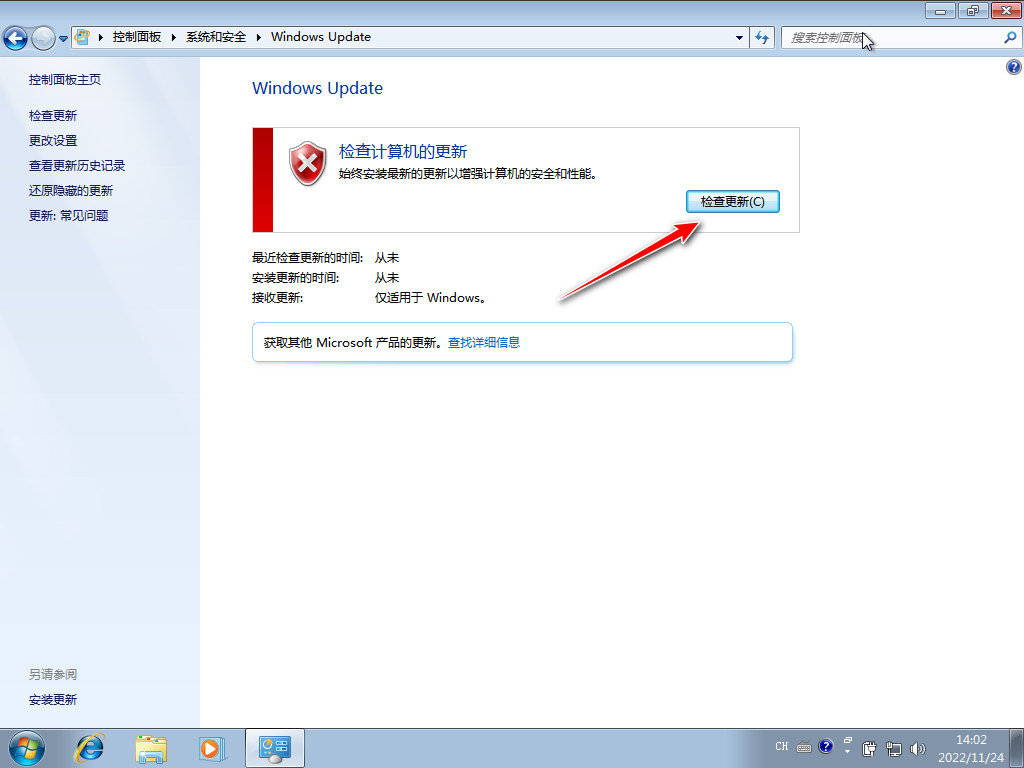 控制面板 系统和安全 Windows Update
搜索控制面板
控制面板主页
检查更新
更改设置
查看更新历史记录
还原隐藏的更新
更新: 常见问题
另请参阅
安装更新
Windows Update
检查计算机的更新
始终安装最新的更新以增强计算机的安全和性能。
检查更新(C)
最近检查更新的时间: 从未
安装更新的时间: 从未
接收更新: 仅适用于 Windows。
获取其他 Microsoft 产品的更新。查找详细信息
CH
14:02
2022/11/24